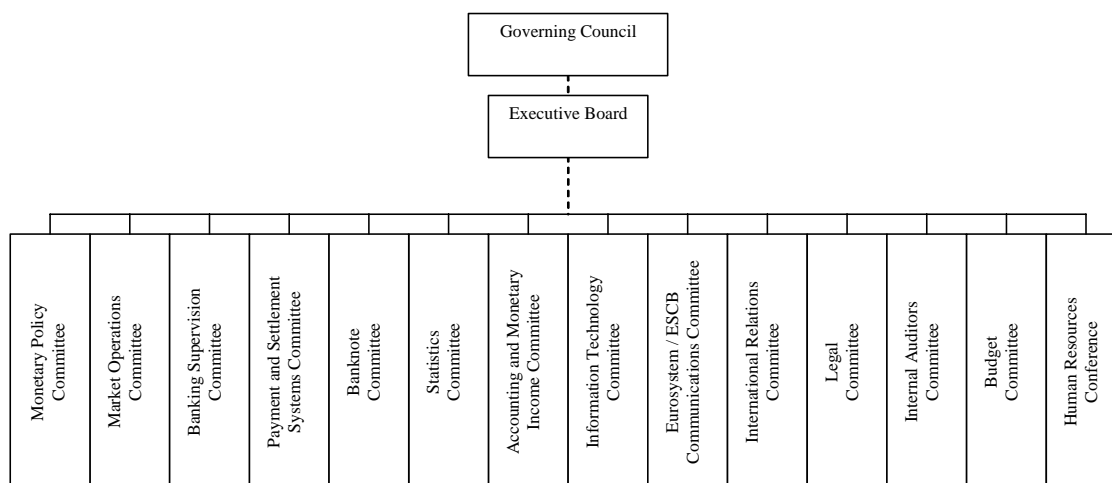 Governing Council
Executive Board
Monetary Policy
Committee
Market Operations
Committee
Banking Supervision
Committee
Payment and Settlement
Systems Committee
Banknote
Committee
Statistics
Committee
Accounting and Monetary
Income Committee
Information Technology
Committee
Eurosystem / ESCB
Communications Committee
International Relations
Committee
Legal
Committee
Internal Auditors
Committee
Budget
Committee
Human Resources
Conference